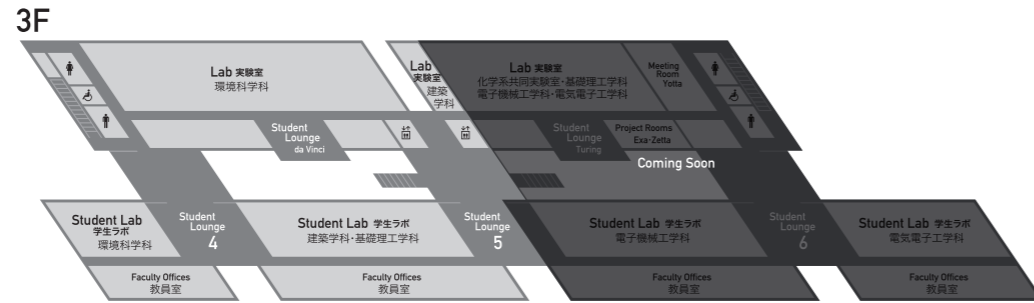 3F
Lab 実験室
環境科学科
Lab
実験室
建築
学科
Lab 実験室
化学系共同実験室・基礎理工学科
電子機械工学科・電気電子工学科
Meeting
Room
Yotta
Student
Lounge
da Vinci
Student
Lounge
Turing
Project Rooms
Exa·Zetta
Coming Soon
Student Lab
学生ラボ
環境科学科
Student
Lounge
4
Student Lab 学生ラボ
建築学科・基礎理工学科
Student
Lounge
5
Student Lab 学生ラボ
電子機械工学科
Student
Lounge
6
Student Lab 学生ラボ
電気電子工学科
Faculty Offices
教員室
Faculty Offices
教員室
Faculty Offices
教員室
Faculty Offices
教員室